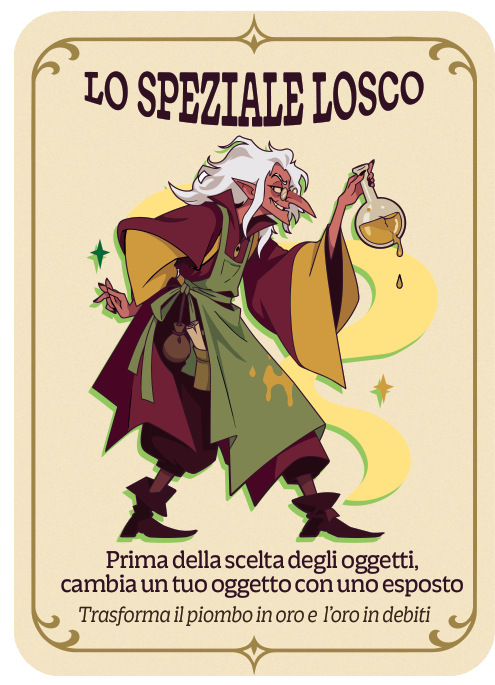 LO SPEZIALE LOSCO
Prima della scelta degli oggetti,
cambia un tuo oggetto con uno esposto
Trasforma il piombo in oro e l'oro in debiti